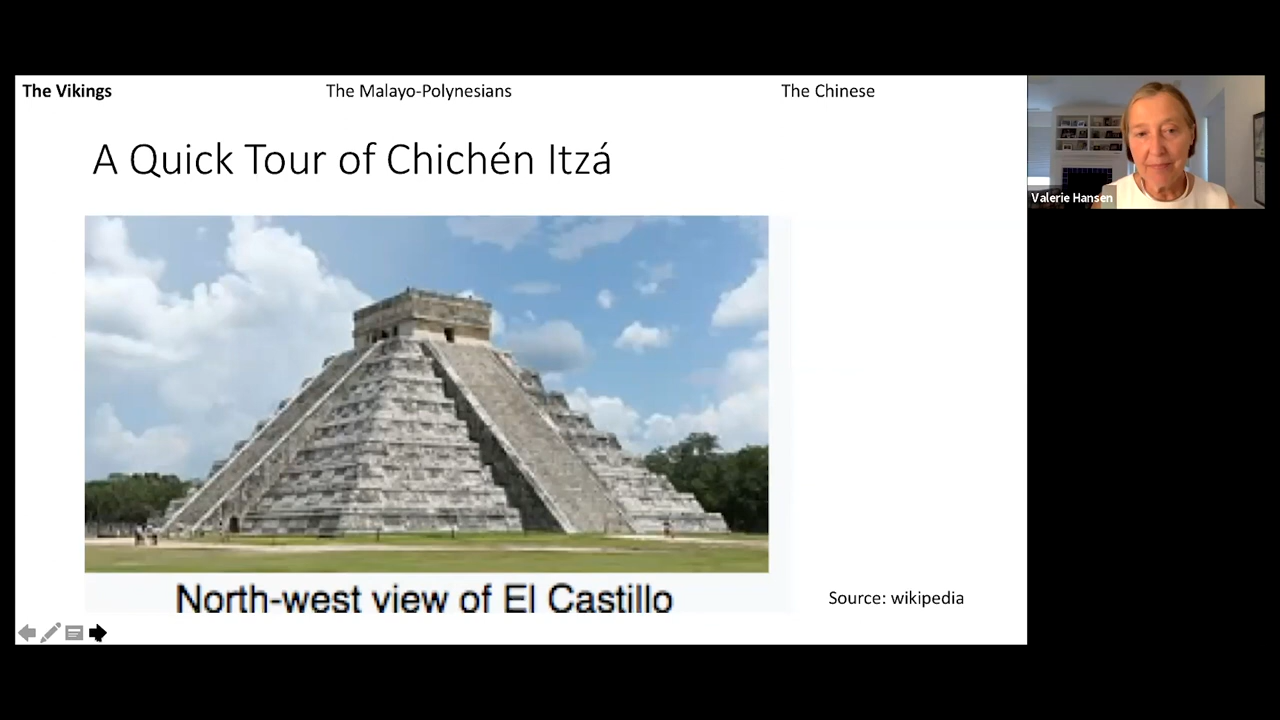 The Vikings
The Malayo-Polynesians
The Chinese
A Quick Tour of Chichén Itzá
Valerie Hansen
North-west view of El Castillo
Source: wikipedia